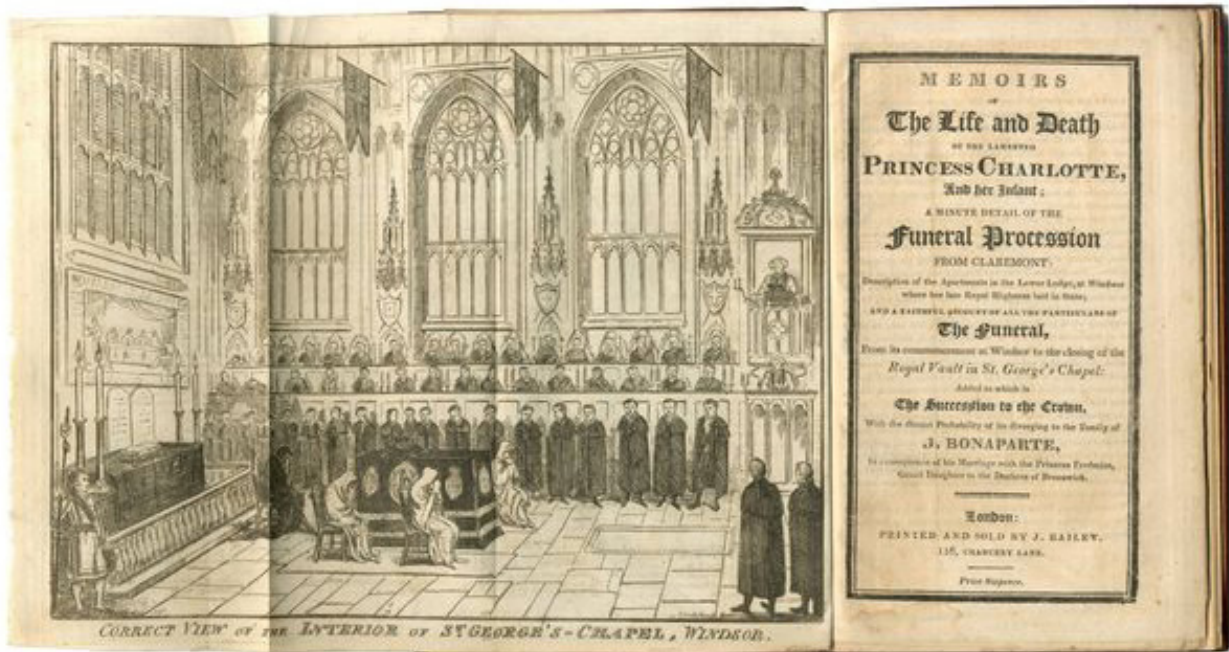 CORRECT VIEW OF THE INTERIOR OF ST GEORGE'S-CHAPEL, WINDSOR.
MEMOIRS
OF
The Life and Death
OF THE LAMENTED
PRINCESS CHARLOTTE,
And her Infant;
A MINUTE DETAIL OF THE
Funeral Procession
FROM CLAREMONT:
Description of the Apartments in the Lower Lodge, at Windsor
where her late Royal Highness laid in State;
AND A FAITHFUL ACCOUNT OF ALL THE PARTICULARS OF
The Funeral,
From its commencement at Windsor to the closing of the
Royal Vault in St. George's Chapel:
Added to which is
The Succession to the Crown,
With the distant Probability of its diverging to the Family of
J. BONAPARTE,
In consequence of his Marriage with the Princess Frederica,
Grand Daughter to the Duchess of Brunswick.
London:
PRINTED AND SOLD BY J. BAILEY,
116, CHANCERY LANE.
Price Sixpence.